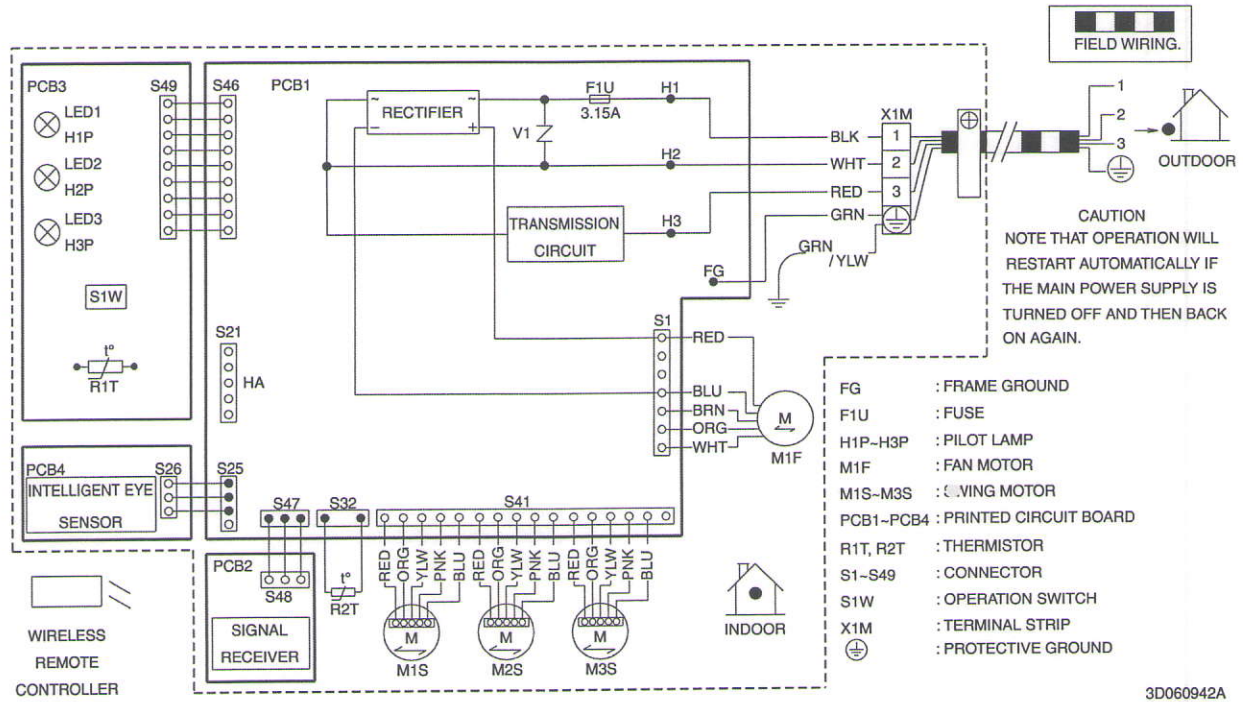 FIELD WIRING.
PCB3
LED1
H1P
LED2
H2P
LED3
H3P
S49
S46
S1W
t°
R1T
PCB1
RECTIFIER
~
~
−
+
V1
F1U
3.15A
H1
H2
H3
TRANSMISSION
CIRCUIT
FG
BLK
WHT
RED
GRN
GRN
/YLW
X1M
1
2
3
1
2
3
OUTDOOR
CAUTION
NOTE THAT OPERATION WILL
RESTART AUTOMATICALLY IF
THE MAIN POWER SUPPLY IS
TURNED OFF AND THEN BACK
ON AGAIN.
S21
HA
S1
RED
BLU
BRN
ORG
WHT
M
M1F
PCB4
INTELLIGENT EYE
SENSOR
S26
S25
S47
S32
S41
PCB2
S48
SIGNAL
RECEIVER
t°
R2T
RED
ORG
YLW
PNK
BLU
RED
ORG
YLW
PNK
BLU
RED
ORG
YLW
PNK
BLU
M
M1S
M
M2S
M
M3S
INDOOR
WIRELESS
REMOTE
CONTROLLER
FG : FRAME GROUND
F1U : FUSE
H1P~H3P : PILOT LAMP
M1F : FAN MOTOR
M1S~M3S : MOTOR
PCB1~PCB4 : PRINTED CIRCUIT BOARD
R1T, R2T : THERMISTOR
S1~S49 : CONNECTOR
S1W : OPERATION SWITCH
X1M : TERMINAL STRIP
: PROTECTIVE GROUND
3D060942A